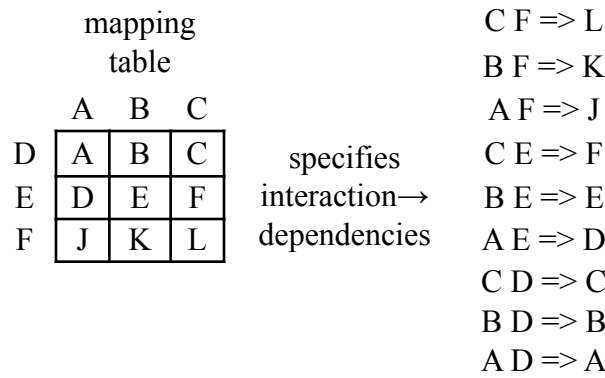 mapping
table
A B C
D A B C
E D E F
F J K L
specifies
interaction→
dependencies
C F => L
B F => K
A F => J
C E => F
B E => E
A E => D
C D => C
B D => B
A D => A